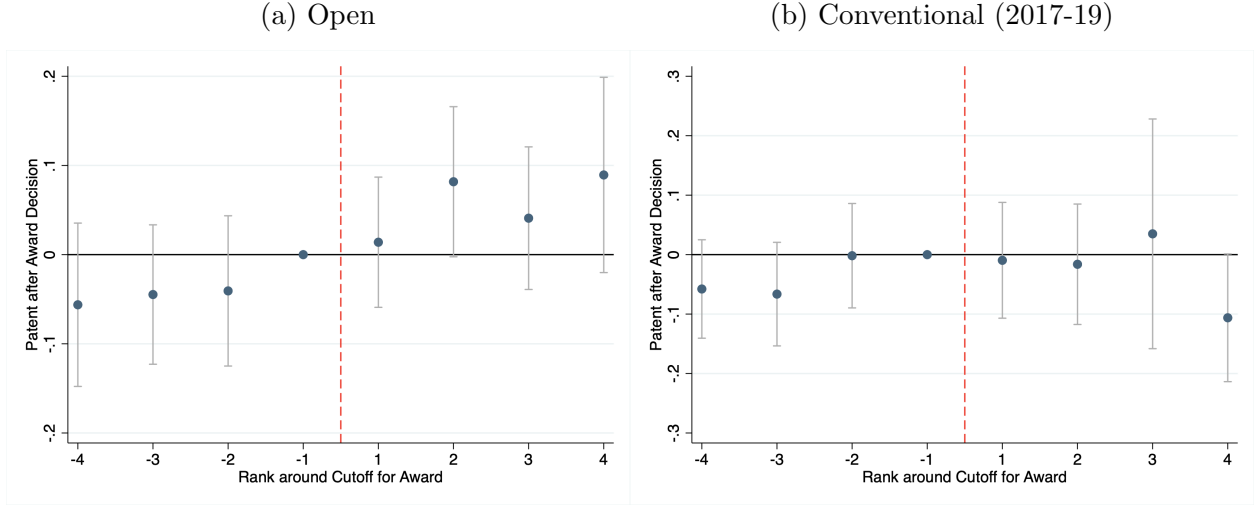 (a) Open
.2
.1
0
-.1
-.2
Patent after Award Decision
-4 -3 -2 -1 1 2 3 4
Rank around Cutoff for Award
(b) Conventional (2017-19)
.3
.2
.1
0
-.1
-.2
-.3
Patent after Award Decision
-4 -3 -2 -1 1 2 3 4
Rank around Cutoff for Award